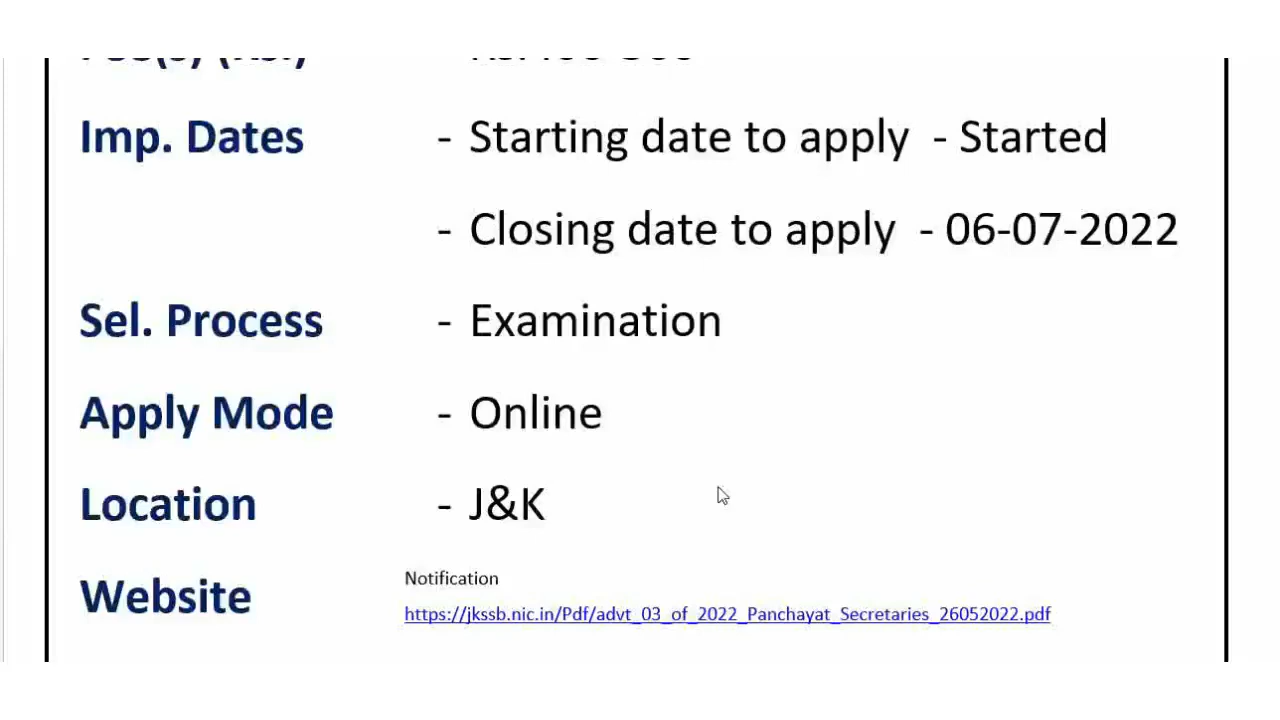 Imp. Dates - Starting date to apply - Started
- Closing date to apply - 06-07-2022
Sel. Process - Examination
Apply Mode - Online
Location - J&K
Notification
Website
https://jkssb.nic.in/Pdf/advt_03_of_2022_Panchayat_Secretaries_26052022.pdf